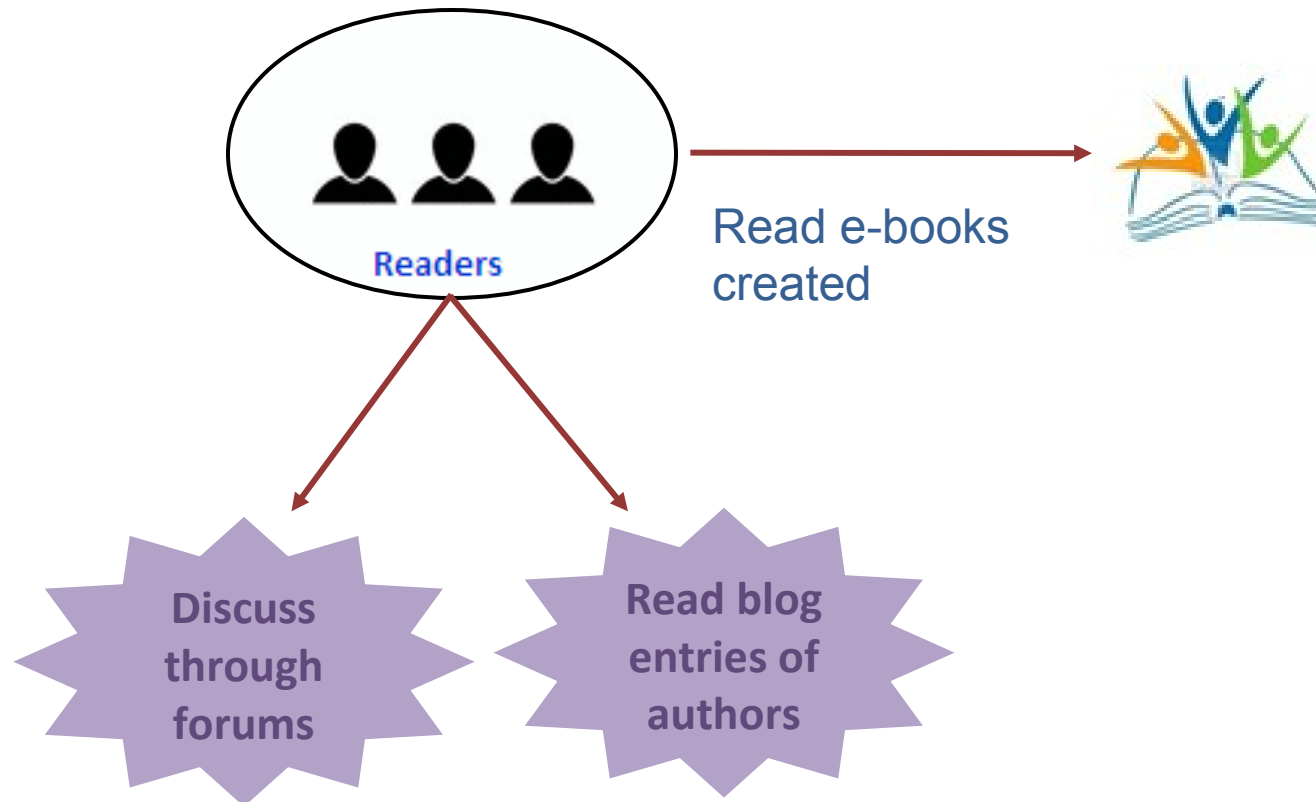 Readers
Read e-books
created
Discuss
through
forums
Read blog
entries of
authors